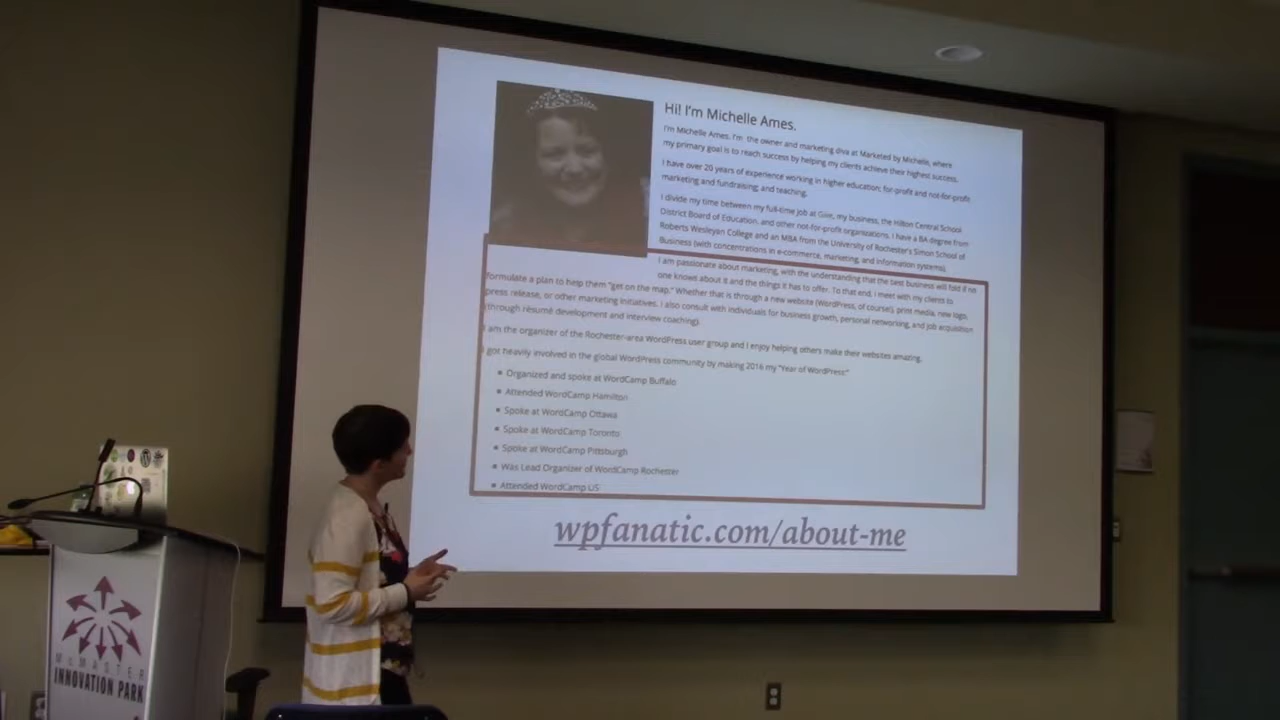 Hi! I'm Michelle Ames.
I'm Michelle Ames. I'm the owner and marketing diva at Marketed by Michelle, where
my primary goal is to reach success by helping my clients achieve their highest success.
I have over 20 years of experience working in higher education; for-profit and not-for-profit
marketing and fundraising; and teaching.
I divide my time between my full-time job at my business, the Hilton Central School
District Board of Education, and other not-for-profit organizations. I have a BA degree from
Roberts Wesleyan College and an MBA from the University of Rochester's Simon School of
Business (with concentrations in e-commerce, marketing, and information systems).
I am passionate about marketing, with the understanding that the best business will fold if no
one knows about it and the things it has to offer. To that end, I meet with my clients to
formulate a plan to help them "get on the map." Whether that is through a new website (WordPress, of course!), print media, new logo,
press release, or other marketing initiatives. I also consult with individuals for business growth, personal networking, and job acquisition
(through résumé development and interview coaching).
I am the organizer of the Rochester-area WordPress user group and I enjoy helping others make their websites amazing.
I got heavily involved in the global WordPress community by making 2016 my "Year of WordPress:"
Organized and spoke at WordCamp Buffalo
Attended WordCamp Hamilton
Spoke at WordCamp Ottawa
Spoke at WordCamp Toronto
Spoke at WordCamp Pittsburgh
Was Lead Organizer of WordCamp Rochester
Attended WordCamp US
wpfanatic.com/about-me
McMASTER
INNOVATION PARK